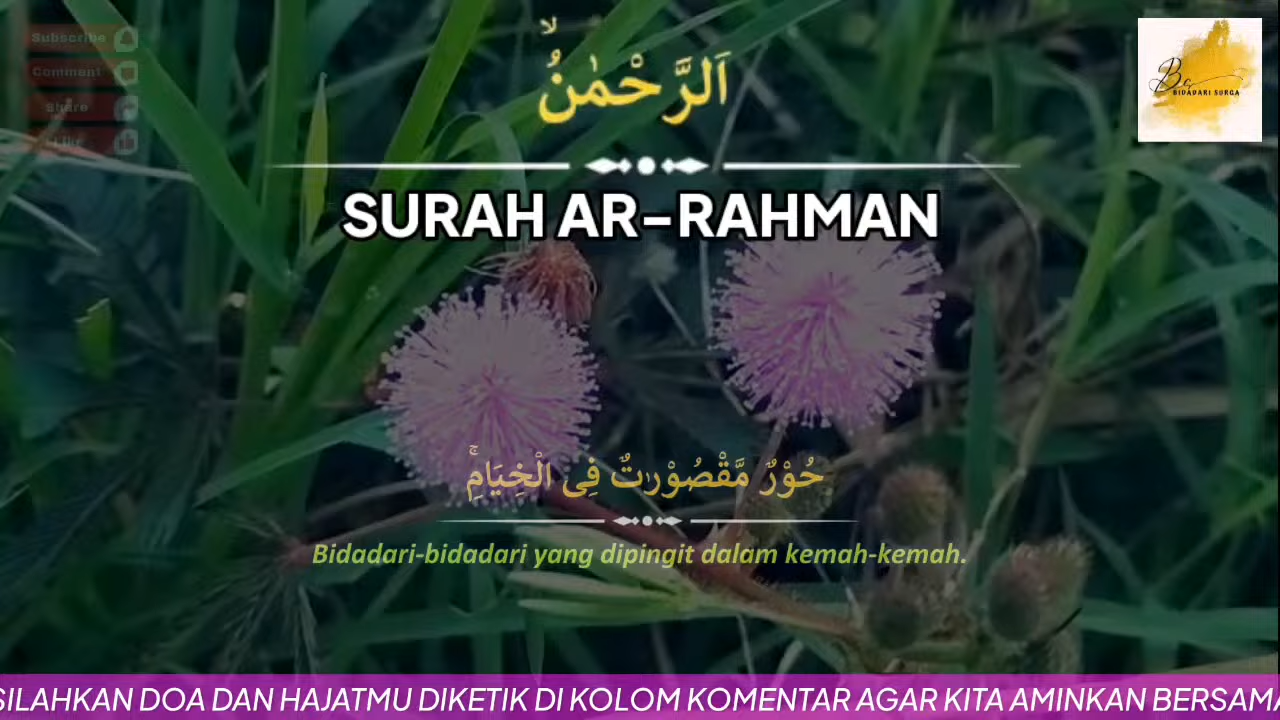 Subscribe
Comment
Share
Like
اَلرَّحْمٰنُۙ
BIDADARI SURGA
SURAH AR-RAHMAN
حُوْرٌ مَّقْصُوْرٰتٌ فِى الْخِيَامِۚ
Bidadari-bidadari yang dipingit dalam kemah-kemah.
SILAHKAN DOA DAN HAJATMU DIKETIK DI KOLOM KOMENTAR AGAR KITA AMINKAN BERSAMA